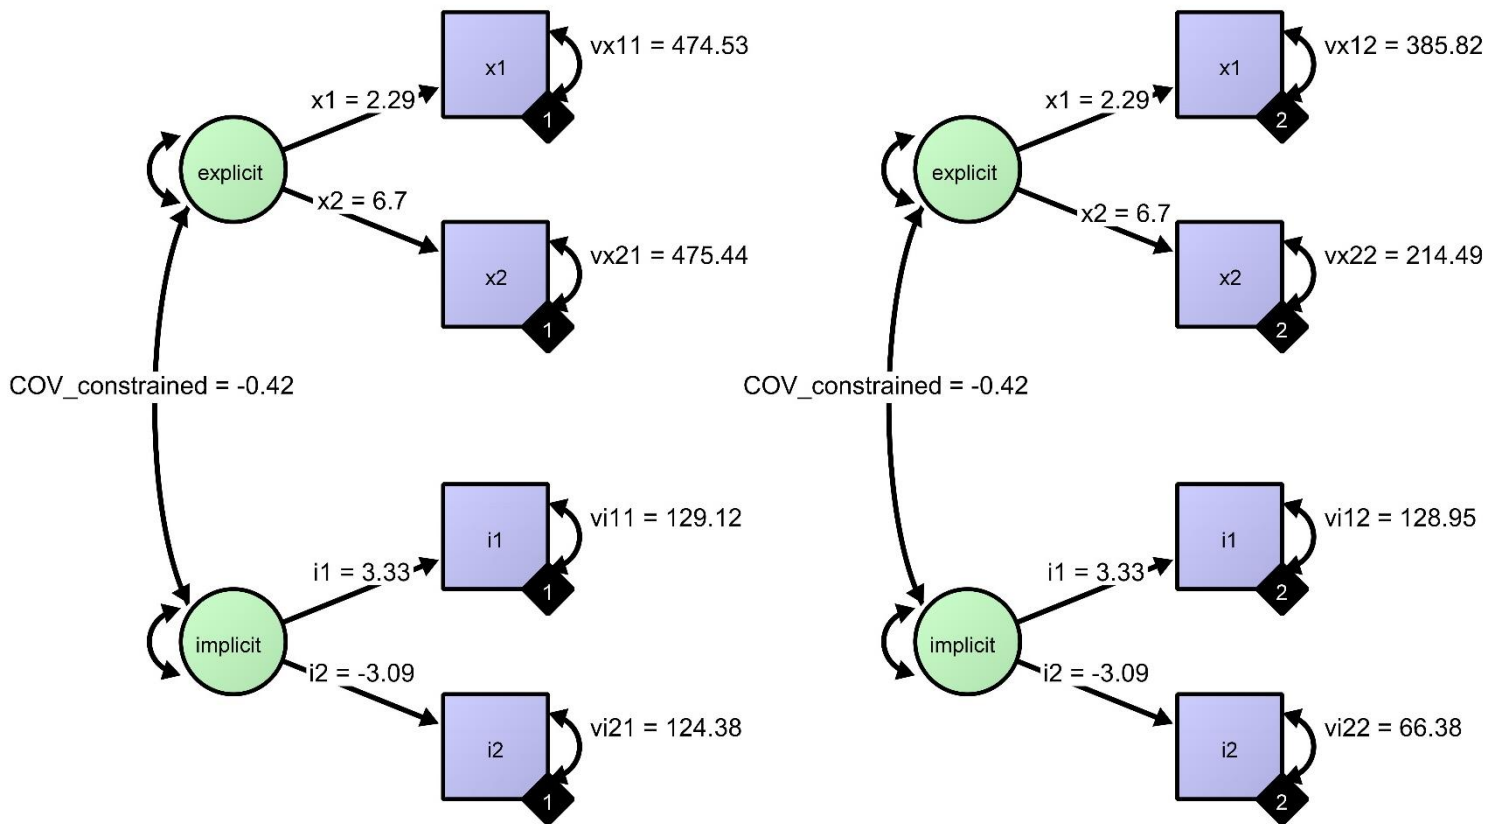 x1
vx11 = 474.53
x1 = 2.29
1
explicit
x2 = 6.7
x2
vx21 = 475.44
1
COV_constrained = -0.42
i1
vi11 = 129.12
i1 = 3.33
1
implicit
i2 = -3.09
i2
vi21 = 124.38
1
x1
vx12 = 385.82
x1 = 2.29
2
explicit
x2 = 6.7
x2
vx22 = 214.49
2
COV_constrained = -0.42
i1
vi12 = 128.95
i1 = 3.33
2
implicit
i2 = -3.09
i2
vi22 = 66.38
2